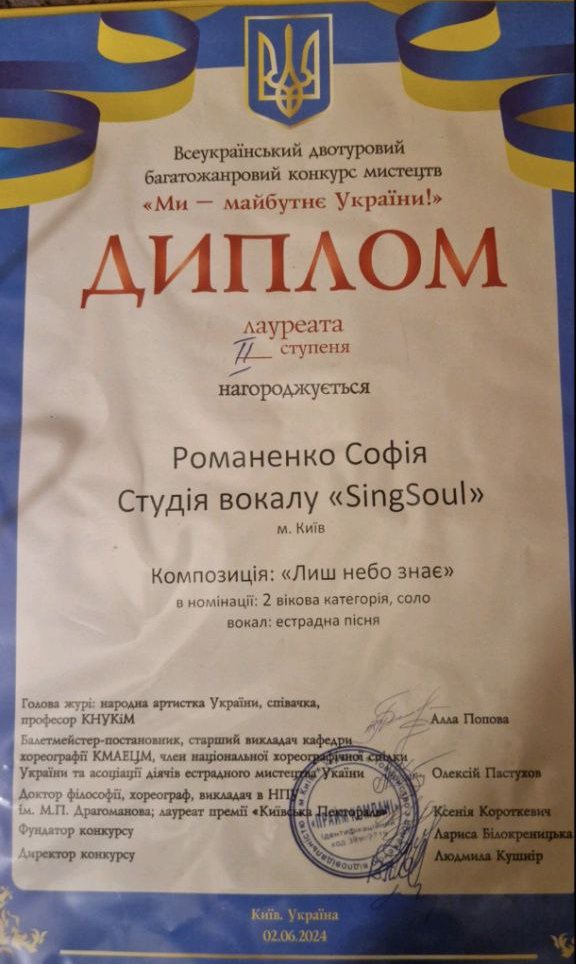 Всеукраїнський двотуровий
багатожанровий конкурс мистецтв
«Ми — майбутнє України!»
ДИПЛОМ
лауреата
II ступеня
нагороджується
Романенко Софія
Студія вокалу «SingSoul»
м. Київ
Композиція: «Лиш небо знає»
в номінації: 2 вікова категорія, соло
вокал: естрадна пісня
Голова журі: народна артистка України, співачка,
професор КНУКіМ Алла Попова
Балетмейстер-постановник, старший викладач кафедри
хореографії КМАЕЦМ, член національної хореографічної спілки
України та асоціації діячів естрадного мистецтва Укаїни Олексій Пастухов
Доктор філософії, хореограф, викладач в НПУ
ім. М.П. Драгоманова; лауреат премії «Київська Пектораль» Ксенія Короткевич
Фундатор конкурсу Лариса Білокреницька
Директор конкурсу Людмила Кушнір
Ідентифікаційний
код
Київ. Україна
02.06.2024